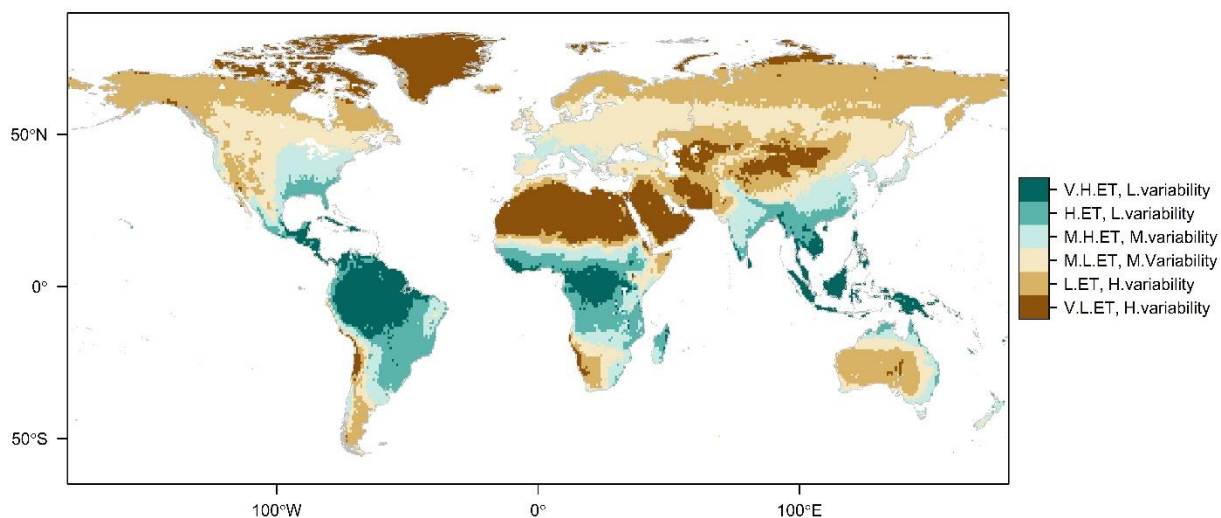 50°N
0°
50°S
100°W
0°
100°E
V.H.ET, L.variability
H.ET, L.variability
M.H.ET, M.variability
M.L.ET, M.Variability
L.ET, H.variability
V.L.ET, H.variability